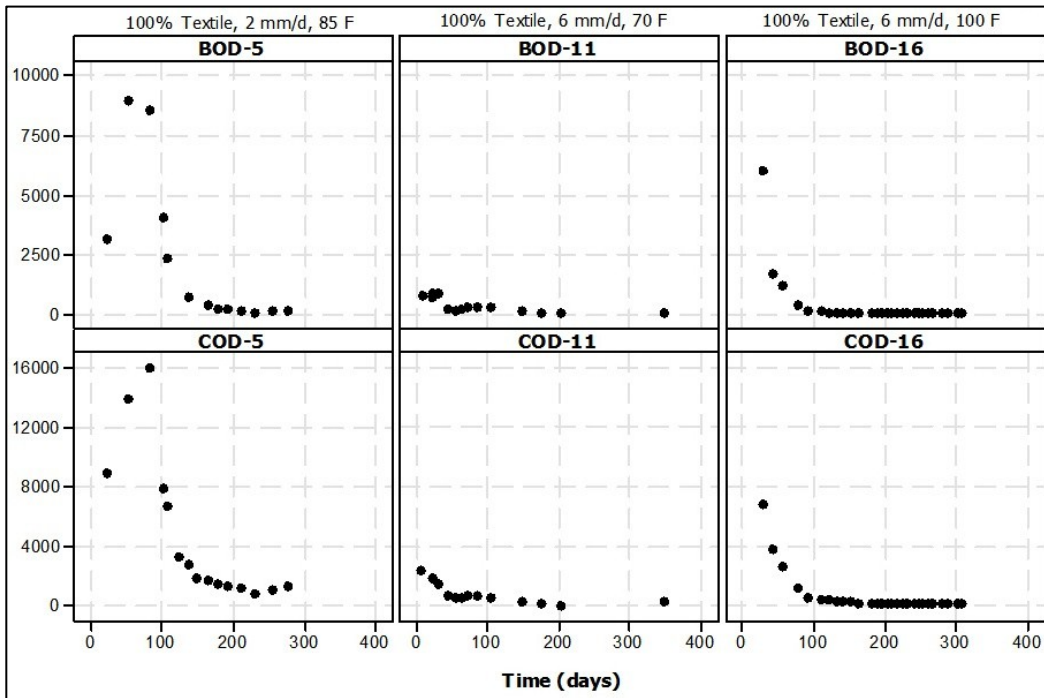 100% Textile, 2 mm/d, 85 F 100% Textile, 6 mm/d, 70 F 100% Textile, 6 mm/d, 100 F
BOD-5 BOD-11 BOD-16
10000
7500
5000
2500
0
COD-5 COD-11 COD-16
16000
12000
8000
4000
0
0 100 200 300 400 0 100 200 300 400 0 100 200 300 400
Time (days)